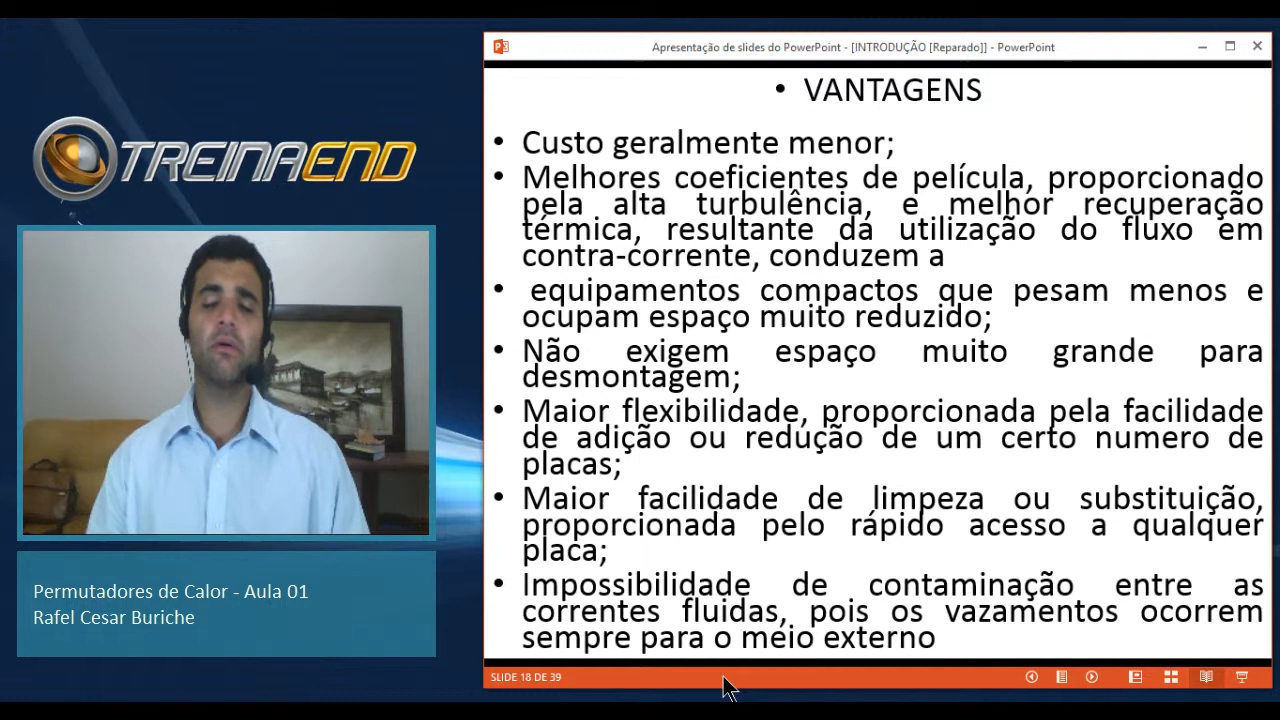 TREINAEND
Permutadores de Calor - Aula 01
Rafel Cesar Buriche
Apresentação de slides do PowerPoint - [INTRODUÇÃO [Reparado]] - PowerPoint
• VANTAGENS
• Custo geralmente menor;
• Melhores coeficientes de película, proporcionado
pela alta turbulência, e melhor recuperação
térmica, resultante da utilização do fluxo em
contra-corrente, conduzem a
• equipamentos compactos que pesam menos e
ocupam espaço muito reduzido;
• Não exigem espaço muito grande para
desmontagem;
• Maior flexibilidade, proporcionada pela facilidade
de adição ou redução de um certo numero de
placas;
• Maior facilidade de limpeza ou substituição,
proporcionada pelo rápido acesso a qualquer
placa;
• Impossibilidade de contaminação entre as
correntes fluidas, pois os vazamentos ocorrem
sempre para o meio externo
SLIDE 18 DE 39